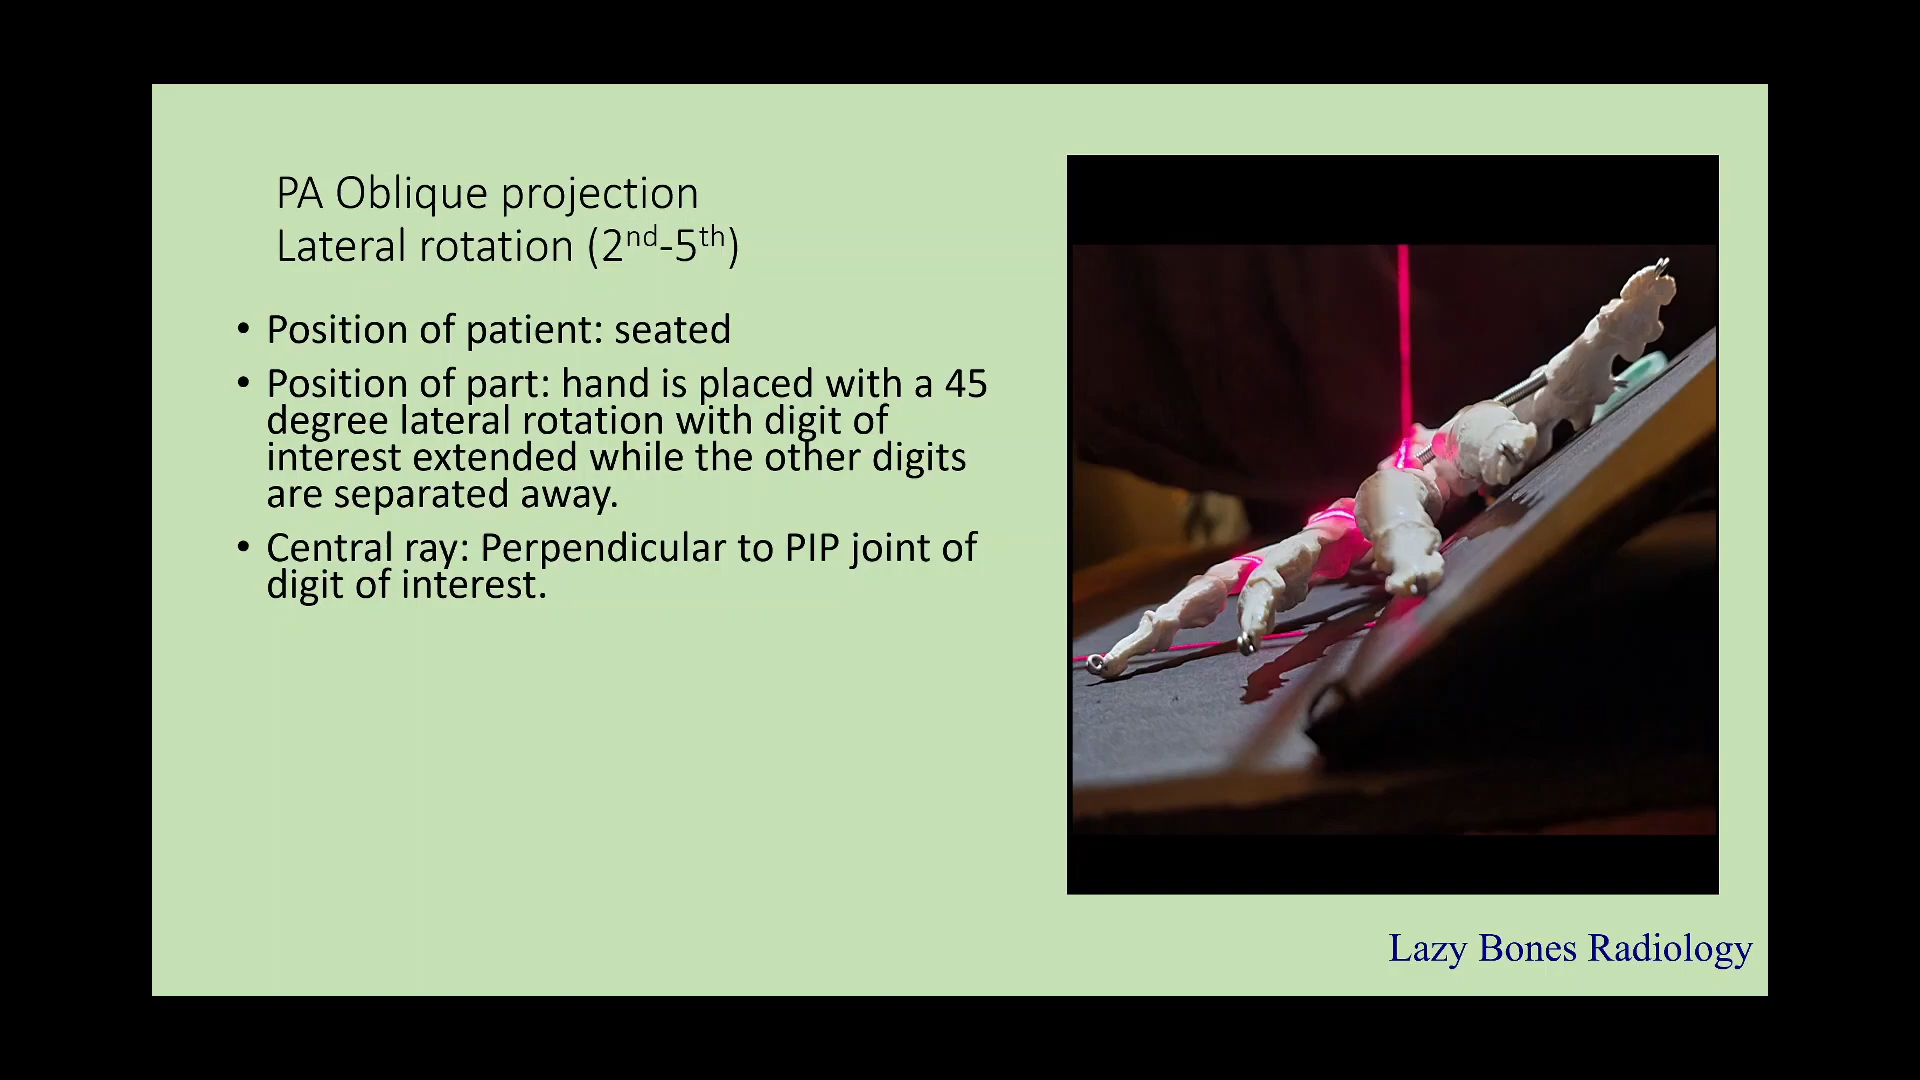 PA Oblique projection
Lateral rotation (2nd-5th)
• Position of patient: seated
• Position of part: hand is placed with a 45
degree lateral rotation with digit of
interest extended while the other digits
are separated away.
• Central ray: Perpendicular to PIP joint of
digit of interest.
Lazy Bones Radiology